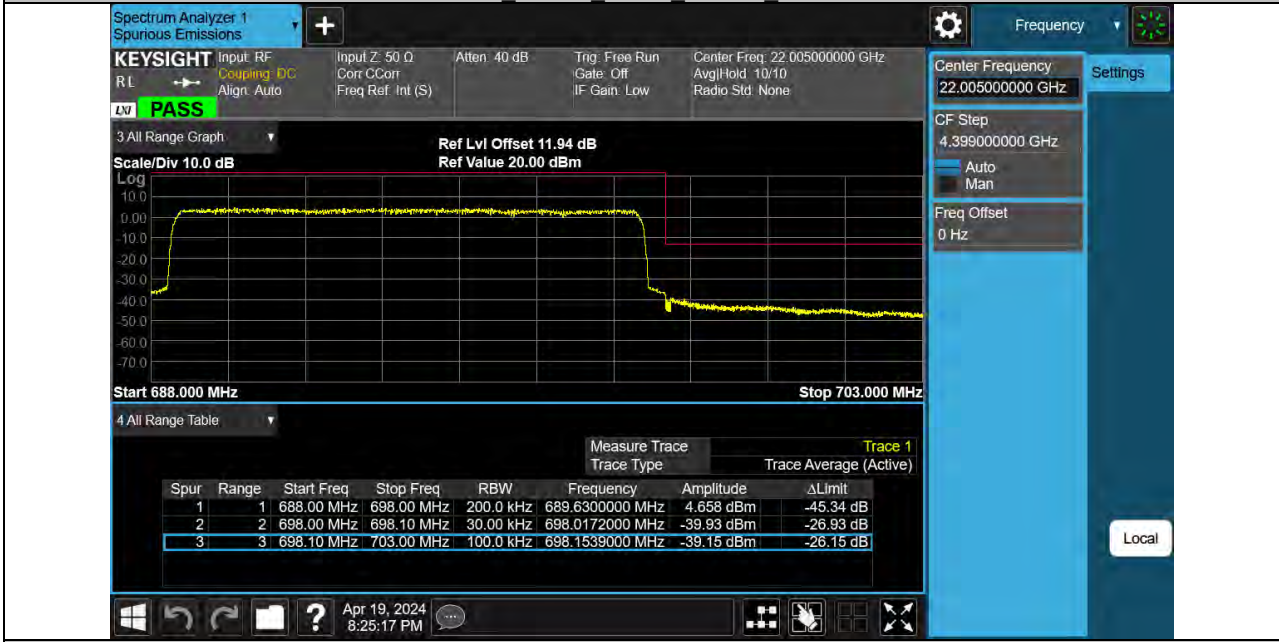 Spectrum Analyzer 1
Spurious Emissions
+
Frequency
KEYSIGHT
RL
LXI
PASS
Input: RF
Coupling: DC
Align: Auto
Input Z: 50 Ω
Corr CCorr
Freq Ref: Int (S)
Atten: 40 dB
Trig: Free Run
Gate: Off
IF Gain: Low
Center Freq: 22.005000000 GHz
Avg|Hold: 10/10
Radio Std: None
Center Frequency
22.005000000 GHz
Settings
CF Step
4.399000000 GHz
Auto
Man
Freq Offset
0 Hz
3 All Range Graph
Ref Lvl Offset 11.94 dB
Scale/Div 10.0 dB
Ref Value 20.00 dBm
Log
10.0
0.00
-10.0
-20.0
-30.0
-40.0
-50.0
-60.0
-70.0
Start 688.000 MHz
Stop 703.000 MHz
4 All Range Table
Measure Trace Trace 1
Trace Type Trace Average (Active)
Spur Range Start Freq Stop Freq RBW Frequency Amplitude ΔLimit
1 1 688.00 MHz 698.00 MHz 200.0 kHz 689.6300000 MHz 4.658 dBm -45.34 dB
2 2 698.00 MHz 698.10 MHz 30.00 kHz 698.0172000 MHz -39.93 dBm -26.93 dB
3 3 698.10 MHz 703.00 MHz 100.0 kHz 698.1539000 MHz -39.15 dBm -26.15 dB
Local
?
Apr 19, 2024
8:25:17 PM